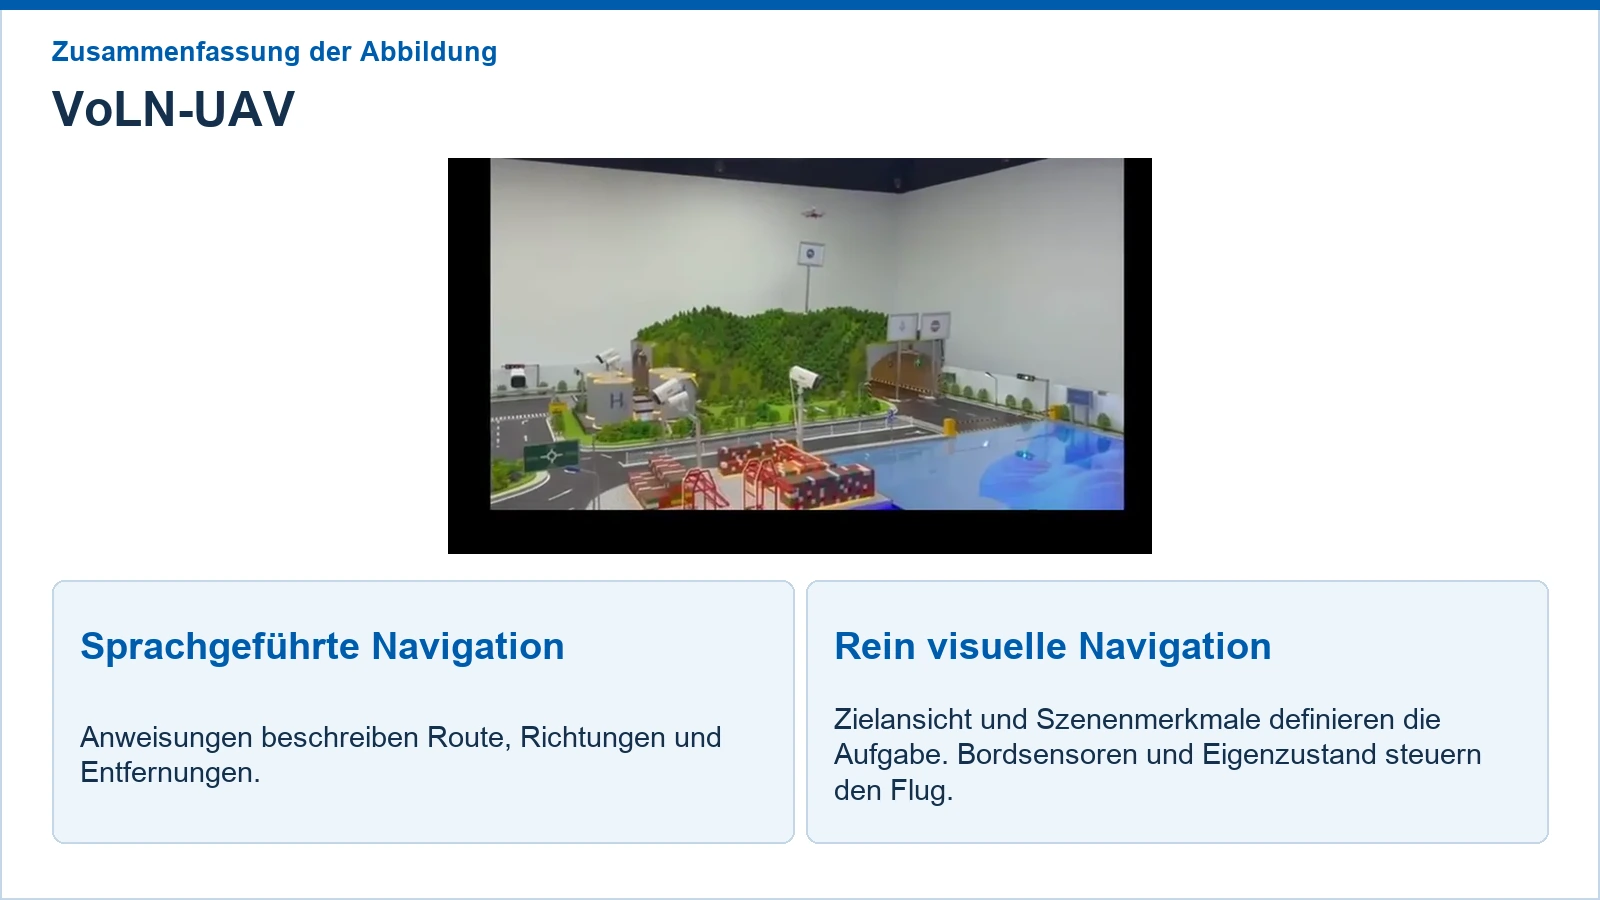 Zusammenfassung der Abbildung
VoLN-UAV
H
Sprachgeführte Navigation
Anweisungen beschreiben Route, Richtungen und
Entfernungen.
Rein visuelle Navigation
Zielansicht und Szenenmerkmale definieren die
Aufgabe. Bordsensoren und Eigenzustand steuern
den Flug.